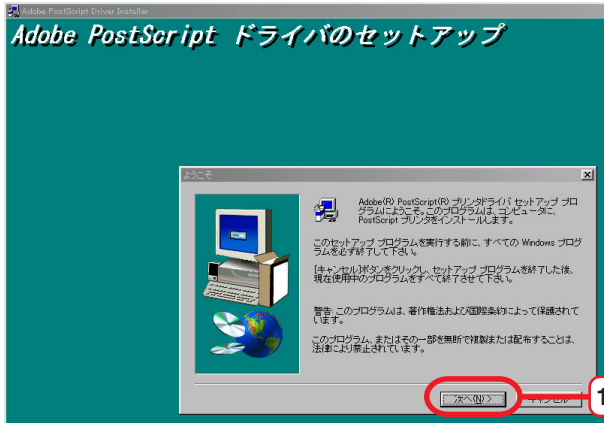 Adobe PostScript Driver Installer
Adobe PostScript ドライバのセットアップ
ようこそ
Adobe(R) PostScript(R) プリンタドライバ セットアップ プロ
グラムにようこそ。このプログラムは、コンピュータに、
PostScript プリンタをインストールします。
このセットアップ プログラムを実行する前に、すべての Windows プログ
ラムを必ず終了して下さい。
[キャンセル]ボタンをクリックし、セットアップ プログラムを終了した後、
現在使用中のプログラムをすべて終了させて下さい。
警告: このプログラムは、著作権法および国際条約によって保護されて
います。
このプログラム、またはその一部を無断で複製または配布することは、
法律により禁止されています。
次へ(N) >
キャンセル
1